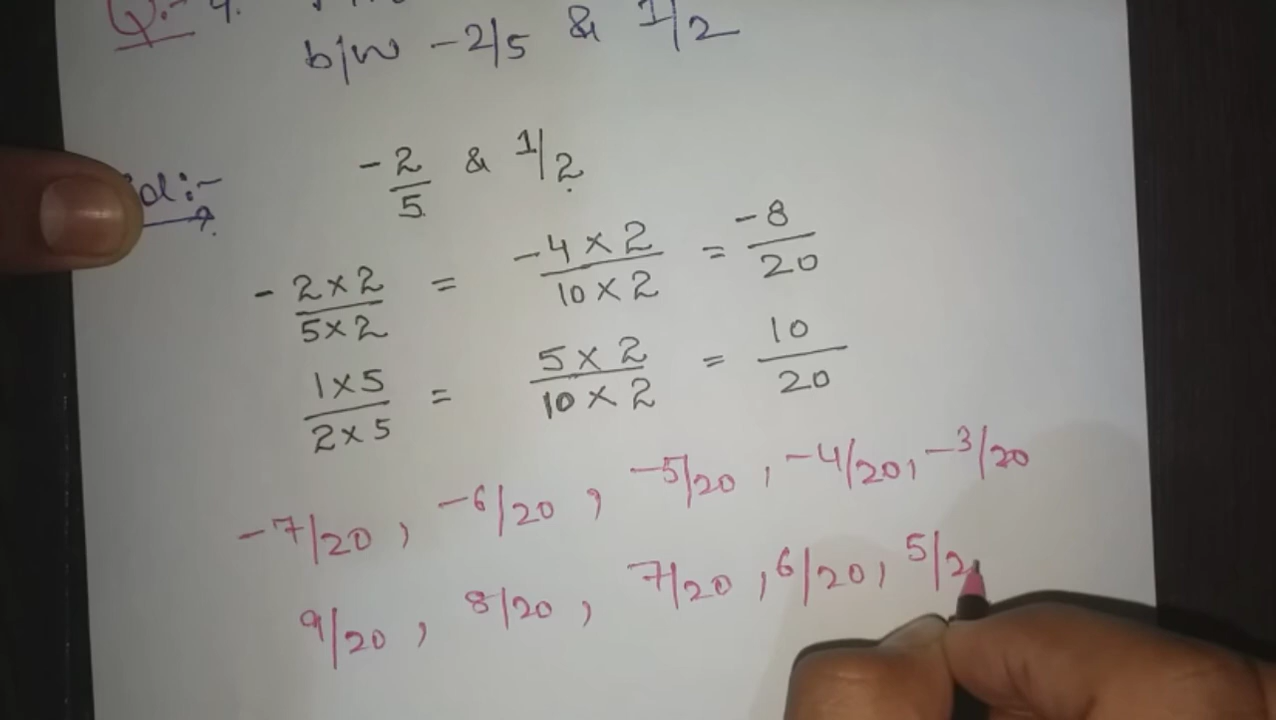 Q:- 4.
b/w -2/5 & 1/2
-2/5 & 1/2
-2×2/5×2 = -4×2/10×2 = -8/20
1×5/2×5 = 5×2/10×2 = 10/20
-7/20, -6/20, -5/20, -4/20, -3/20
9/20, 8/20, 7/20, 6/20, 5/2